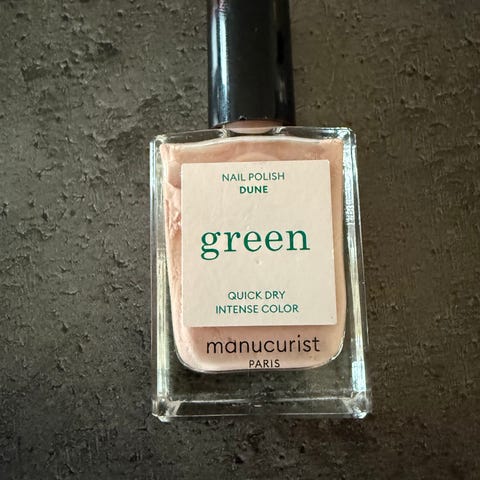 NAIL POLISH
DUNE
green
QUICK DRY
INTENSE COLOR
manucurist
PARIS